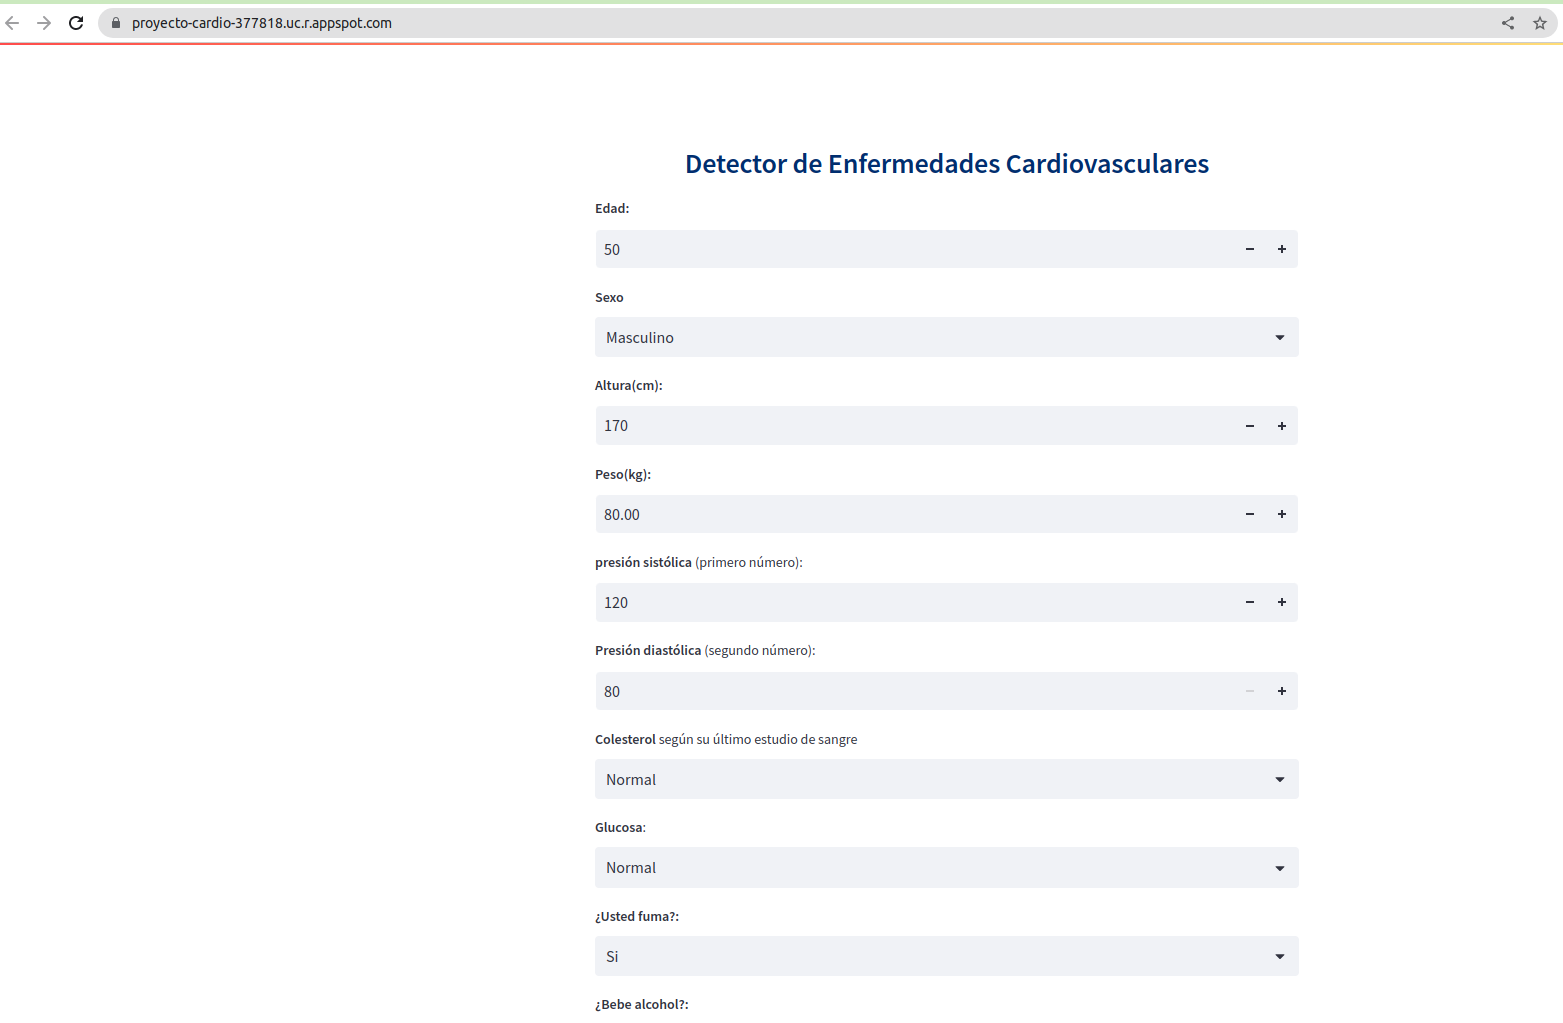 proyecto-cardio-377818.uc.r.appspot.com
Detector de Enfermedades Cardiovasculares
Edad:
50
Sexo
Masculino
Altura(cm):
170
Peso(kg):
80.00
presión sistólica (primero número):
120
Presión diastólica (segundo número):
80
Colesterol según su último estudio de sangre
Normal
Glucosa:
Normal
¿Usted fuma?:
Si
¿Bebe alcohol?: